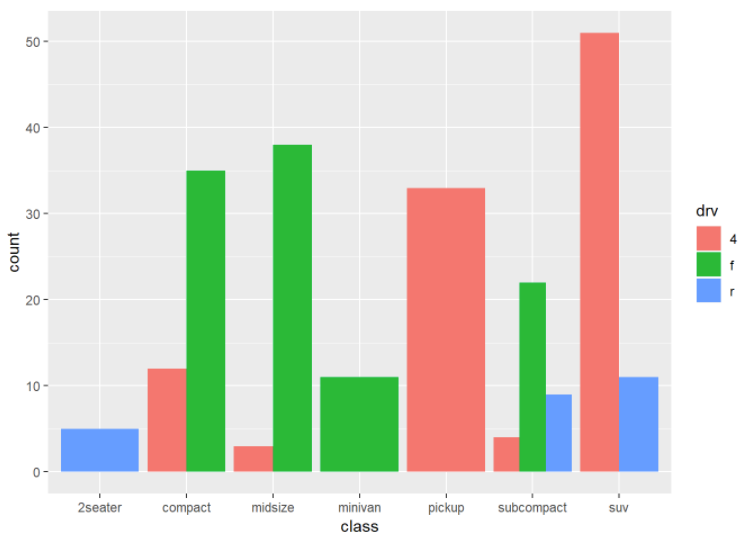 50
40
30
20
10
0
count
2seater compact midsize minivan pickup subcompact suv
class
drv
4
f
r